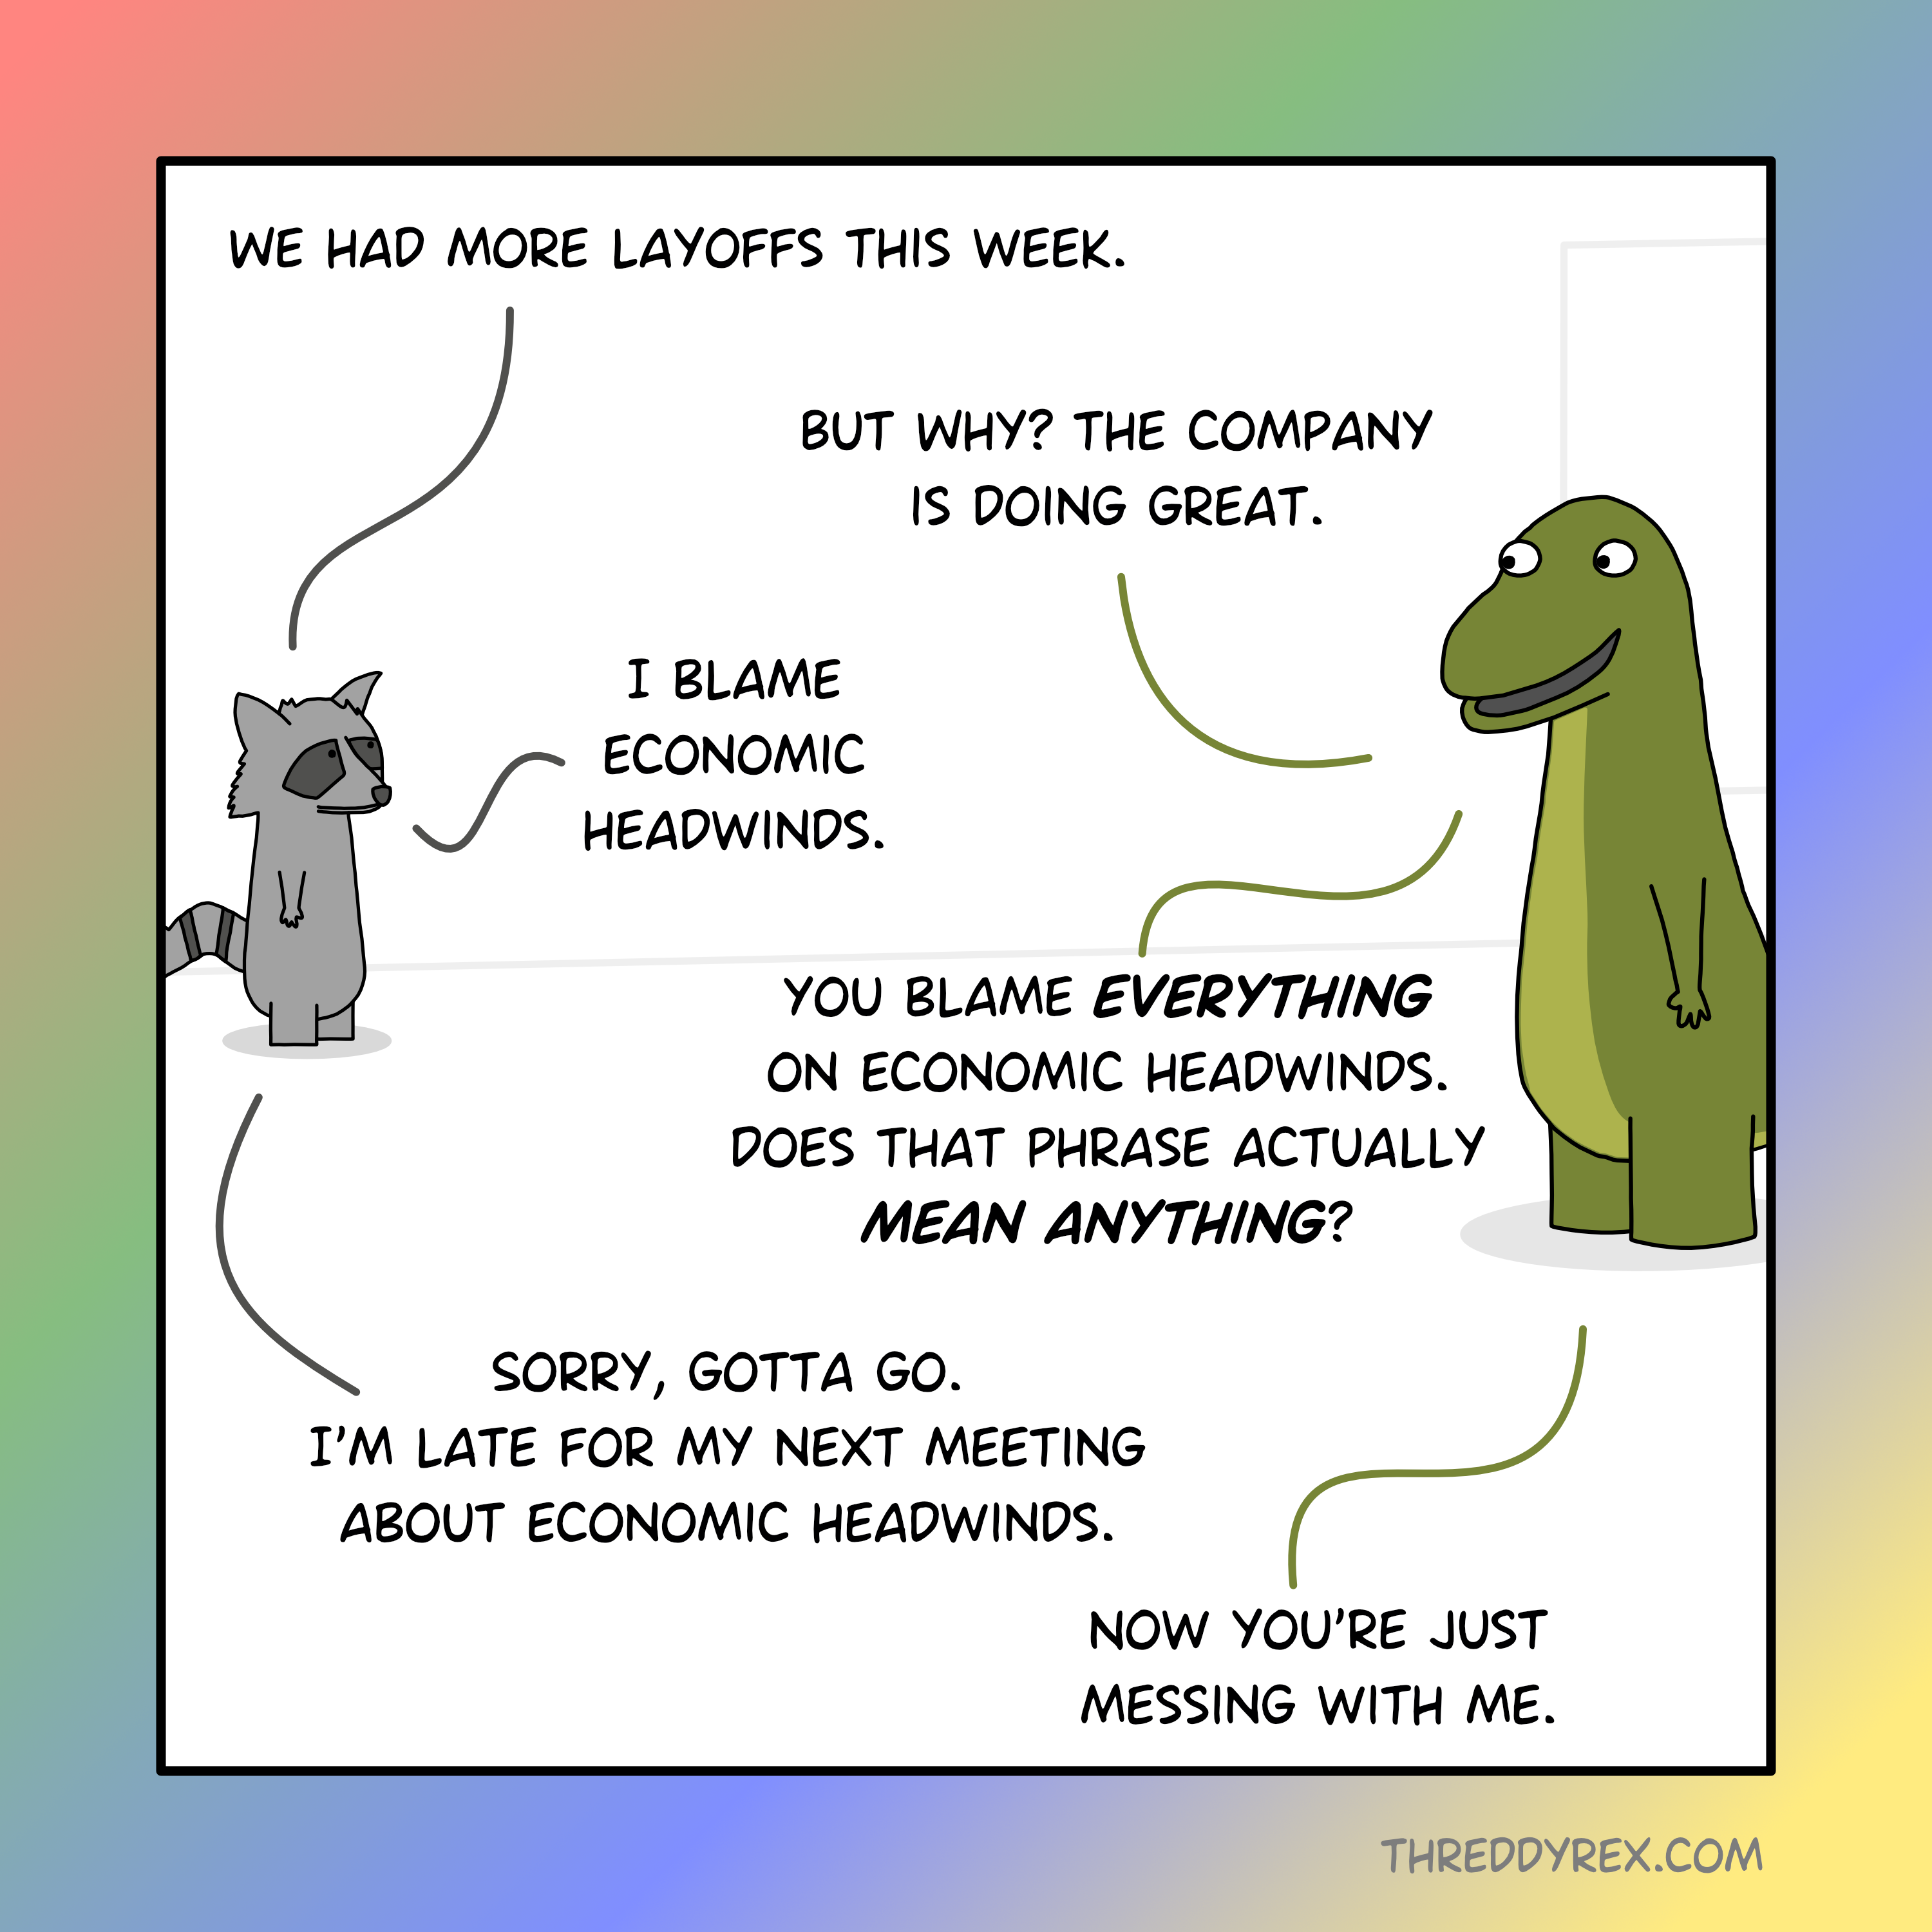 WE HAD MORE LAYOFFS THIS WEEK.
BUT WHY? THE COMPANY
IS DOING GREAT.
I BLAME
ECONOMIC
HEADWINDS.
YOU BLAME EVERYTHING
ON ECONOMIC HEADWINDS.
DOES THAT PHRASE ACTUALLY
MEAN ANYTHING?
SORRY, GOTTA GO.
I'M LATE FOR MY NEXT MEETING
ABOUT ECONOMIC HEADWINDS.
NOW YOU'RE JUST
MESSING WITH ME.
THREDDYREX.COM